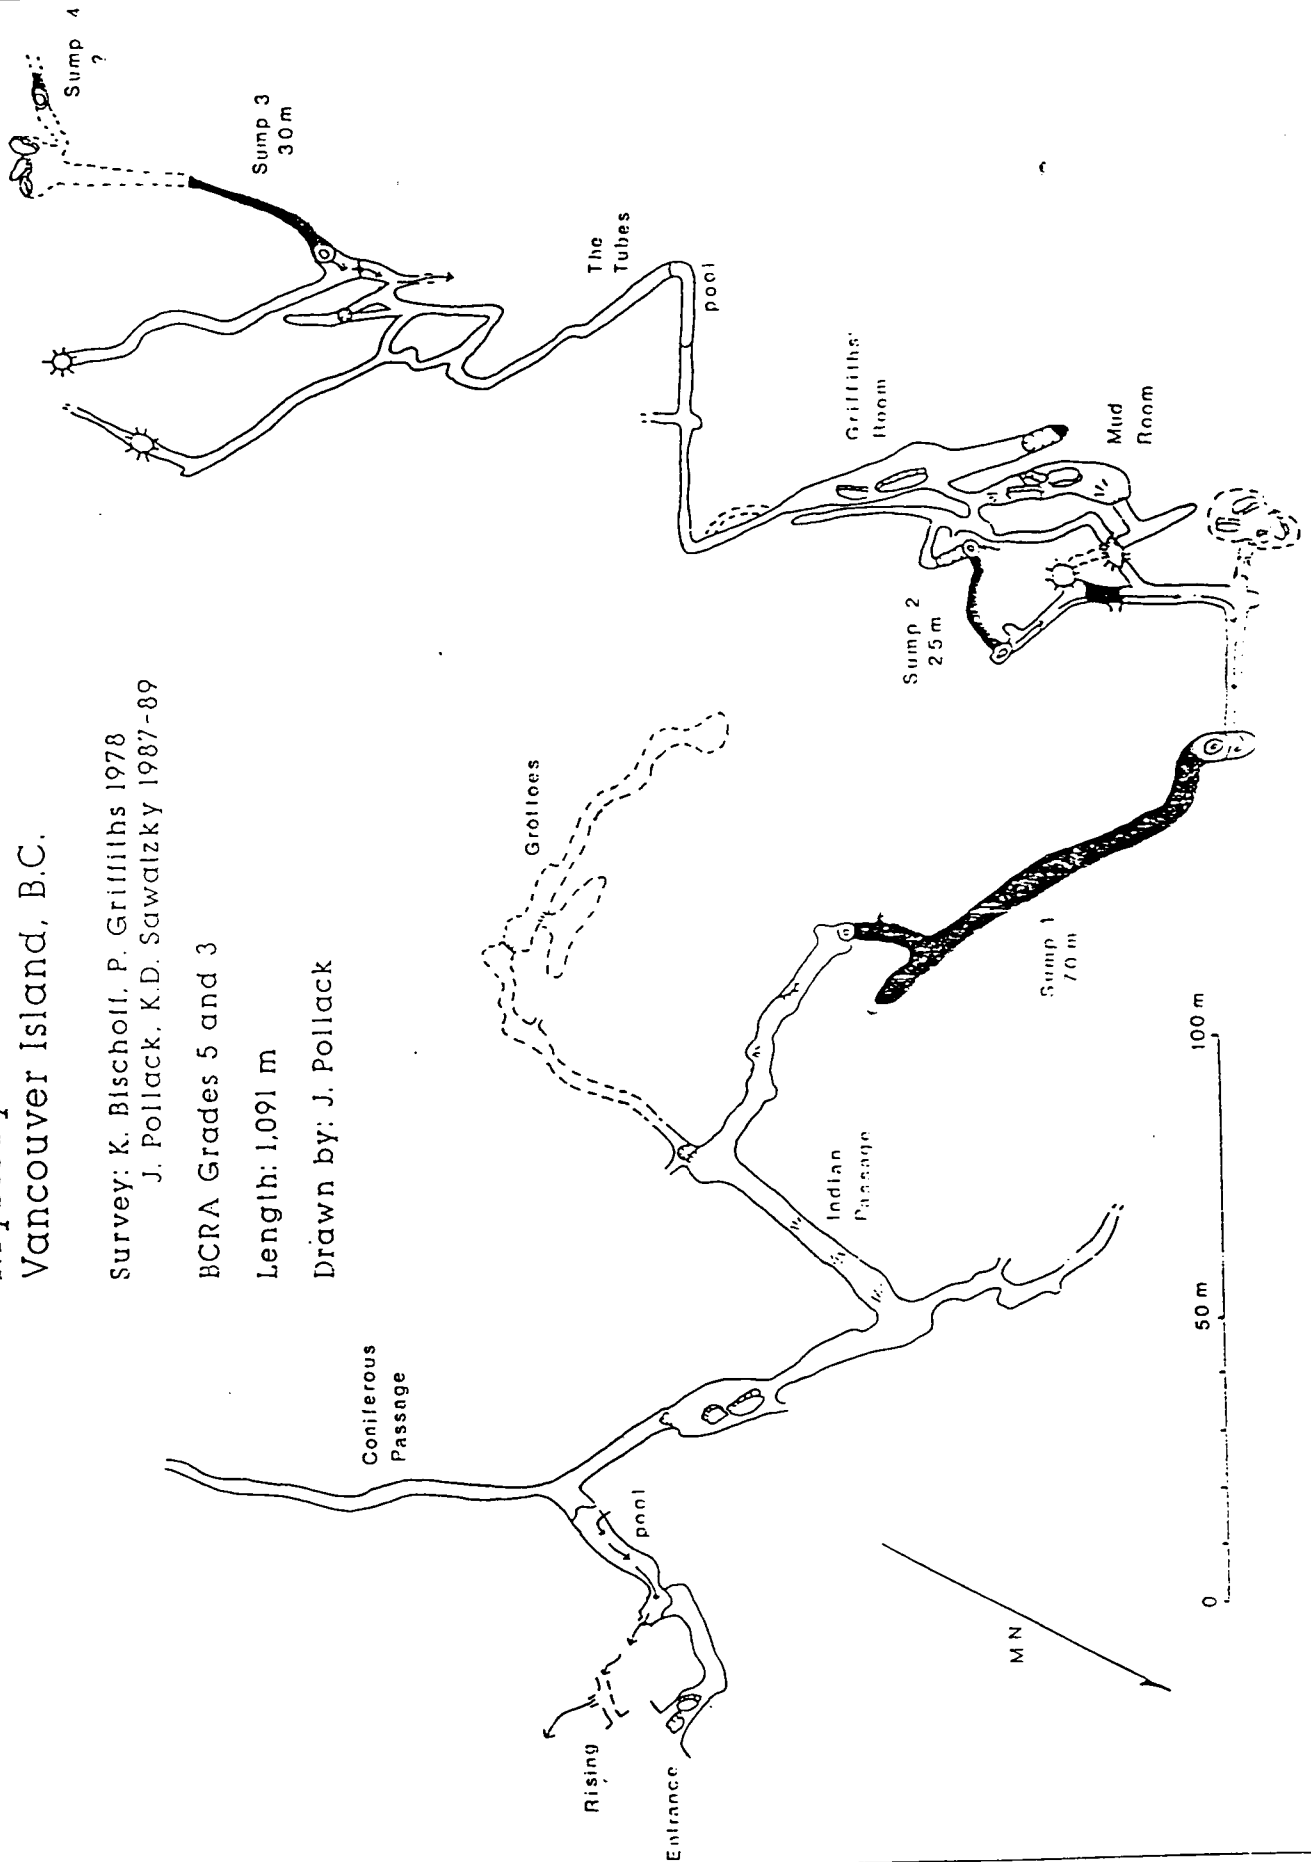 Vancouver Island, B.C.
Survey: K. Bischoff, P. Griffiths 1978
J. Pollack, K.D. Sawatzky 1987-89
BCRA Grades 5 and 3
Length: 1,091 m
Drawn by: J. Pollack
Rising
Entrance
pool
Coniferous
Passage
Indian
Passage
Grottoes
Sump 1
70 m
Sump 2
25 m
Mud
Room
Griffiths'
Room
pool
The
Tubes
Sump 3
30 m
Sump 4
?
MN
0
50 m
100 m